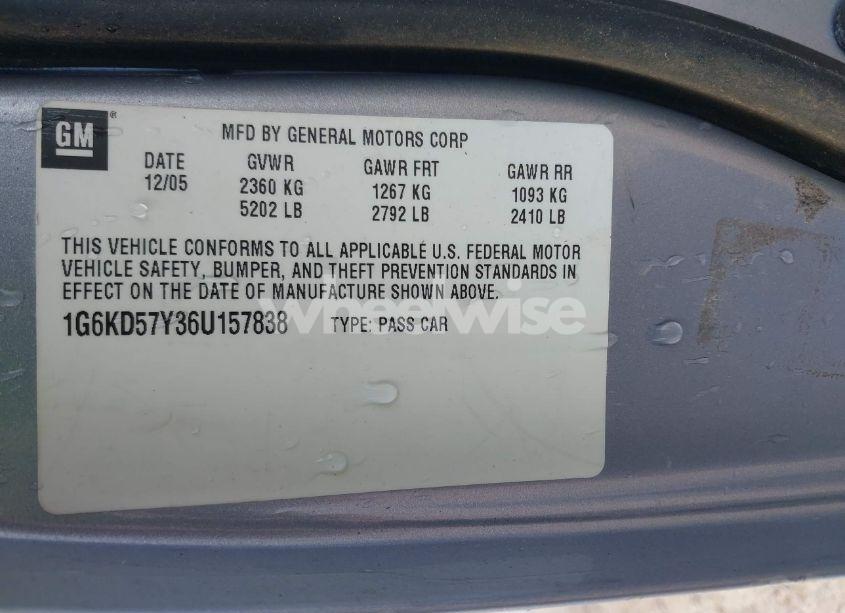 GM
MFD BY GENERAL MOTORS CORP
DATE GVWR GAWR FRT GAWR RR
12/05 2360 KG 1267 KG 1093 KG
5202 LB 2792 LB 2410 LB
THIS VEHICLE CONFORMS TO ALL APPLICABLE U.S. FEDERAL MOTOR
VEHICLE SAFETY, BUMPER, AND THEFT PREVENTION STANDARDS IN
EFFECT ON THE DATE OF MANUFACTURE SHOWN ABOVE.
1G6KD57Y36U157838 TYPE: PASS CAR
wheelwise